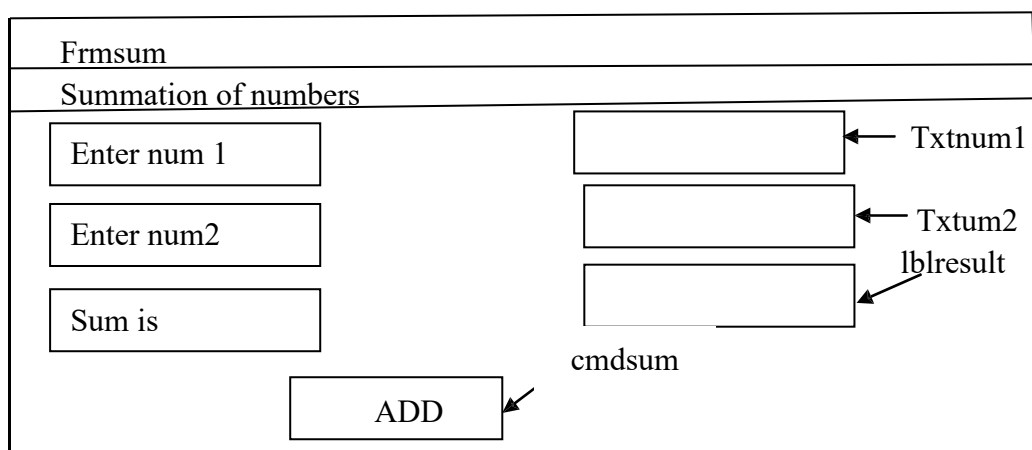 Frmsum
Summation of numbers
Enter num 1
Txtnum1
Enter num2
Txtum2
lblresult
Sum is
cmdsum
ADD